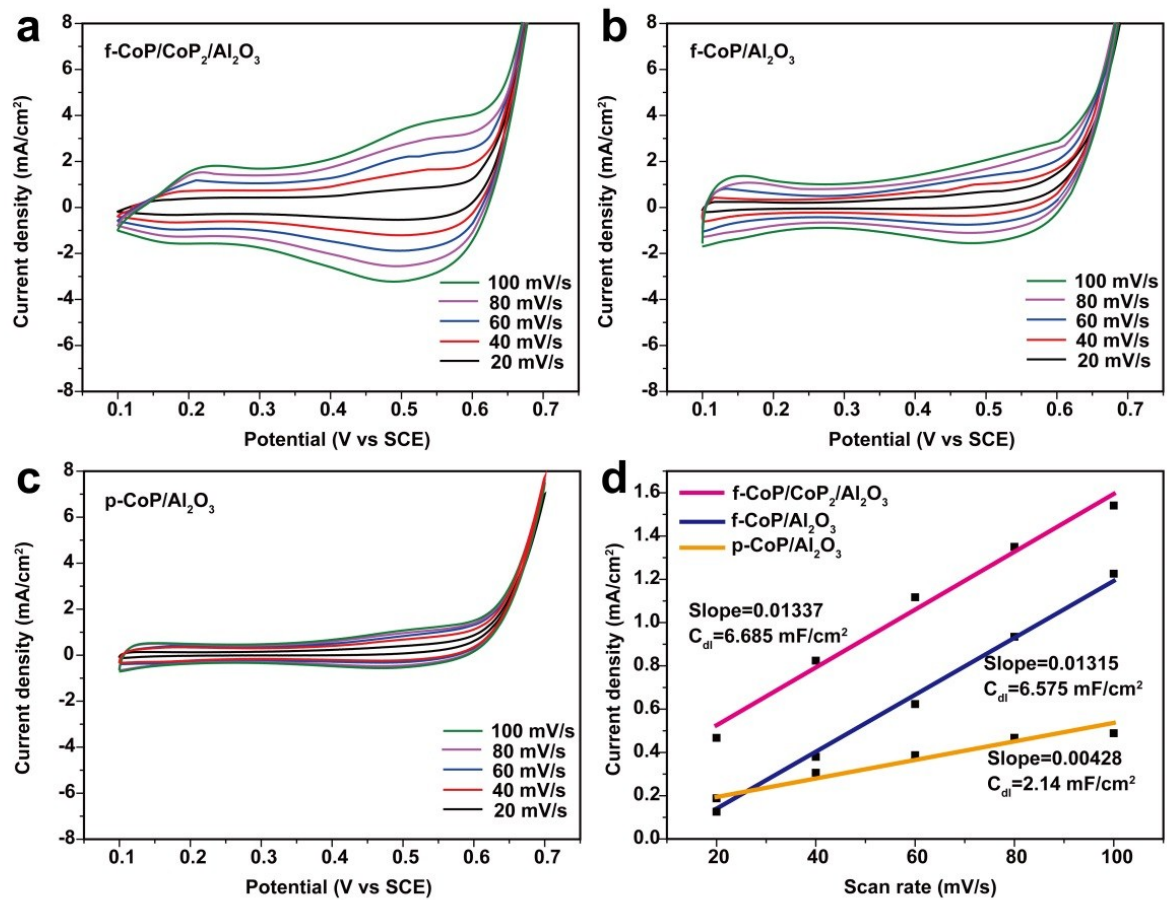 a
f-CoP/CoP₂/Al₂O₃
Current density (mA/cm²)
8
6
4
2
0
-2
-4
-6
-8
100 mV/s
80 mV/s
60 mV/s
40 mV/s
20 mV/s
0.1 0.2 0.3 0.4 0.5 0.6 0.7
Potential (V vs SCE)
b
f-CoP/Al₂O₃
Current density (mA/cm²)
8
6
4
2
0
-2
-4
-6
-8
100 mV/s
80 mV/s
60 mV/s
40 mV/s
20 mV/s
0.1 0.2 0.3 0.4 0.5 0.6 0.7
Potential (V vs SCE)
c
p-CoP/Al₂O₃
Current density (mA/cm²)
8
6
4
2
0
-2
-4
-6
-8
100 mV/s
80 mV/s
60 mV/s
40 mV/s
20 mV/s
0.1 0.2 0.3 0.4 0.5 0.6 0.7
Potential (V vs SCE)
d
f-CoP/CoP₂/Al₂O₃
f-CoP/Al₂O₃
p-CoP/Al₂O₃
Current density (mA/cm²)
1.6
1.4
1.2
1.0
0.8
0.6
0.4
0.2
0.0
Slope=0.01337
C_dl=6.685 mF/cm²
Slope=0.01315
C_dl=6.575 mF/cm²
Slope=0.00428
C_dl=2.14 mF/cm²
20 40 60 80 100
Scan rate (mV/s)